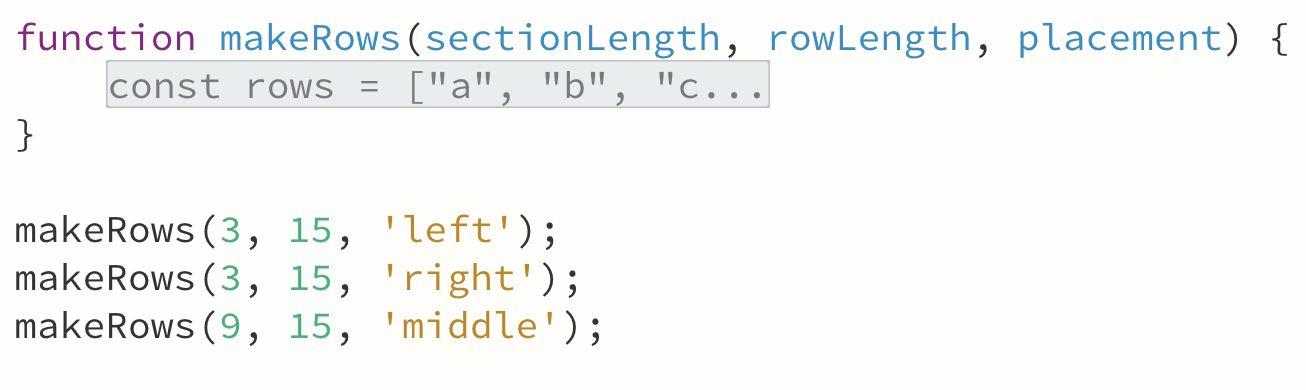 function makeRows(sectionLength, rowLength, placement) {
const rows = ["a", "b", "c...
}
makeRows(3, 15, 'left');
makeRows(3, 15, 'right');
makeRows(9, 15, 'middle');